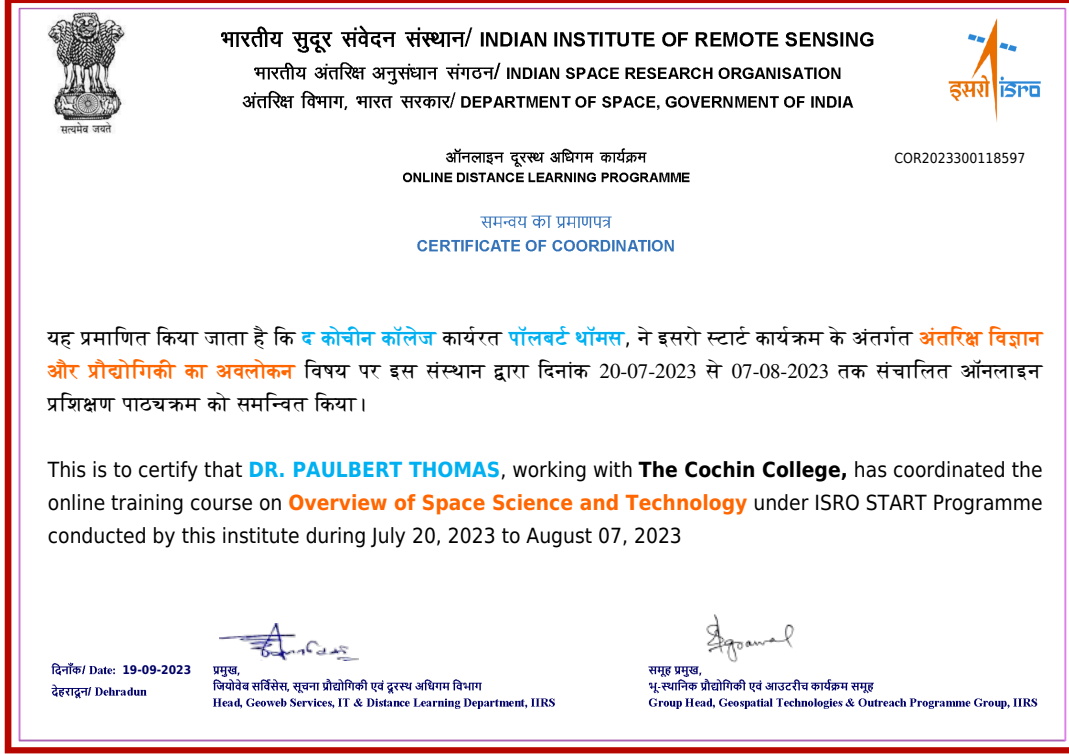 भारतीय सुदूर संवेदन संस्थान/ INDIAN INSTITUTE OF REMOTE SENSING
भारतीय अंतरिक्ष अनुसंधान संगठन/ INDIAN SPACE RESEARCH ORGANISATION
अंतरिक्ष विभाग, भारत सरकार/ DEPARTMENT OF SPACE, GOVERNMENT OF INDIA
सत्यमेव जयते
इसरो isro
ऑनलाइन दूरस्थ अधिगम कार्यक्रम
COR2023300118597
ONLINE DISTANCE LEARNING PROGRAMME
समन्वय का प्रमाणपत्र
CERTIFICATE OF COORDINATION
यह प्रमाणित किया जाता है कि द कोचीन कॉलेज कार्यरत पॉलबर्ट थॉमस, ने इसरो स्टार्ट कार्यक्रम के अंतर्गत अंतरिक्ष विज्ञान
और प्रौद्योगिकी का अवलोकन विषय पर इस संस्थान द्वारा दिनांक 20-07-2023 से 07-08-2023 तक संचालित ऑनलाइन
प्रशिक्षण पाठ्यक्रम को समन्वित किया।
This is to certify that DR. PAULBERT THOMAS, working with The Cochin College, has coordinated the
online training course on Overview of Space Science and Technology under ISRO START Programme
conducted by this institute during July 20, 2023 to August 07, 2023
Agrawal
दिनाँक/ Date: 19-09-2023
देहरादून/ Dehradun
प्रमुख,
जियोवेब सर्विसेस, सूचना प्रौद्योगिकी एवं दूरस्थ अधिगम विभाग
Head, Geoweb Services, IT & Distance Learning Department, IIRS
समूह प्रमुख,
भू-स्थानिक प्रौद्योगिकी एवं आउटरीच कार्यक्रम समूह
Group Head, Geospatial Technologies & Outreach Programme Group, IIRS